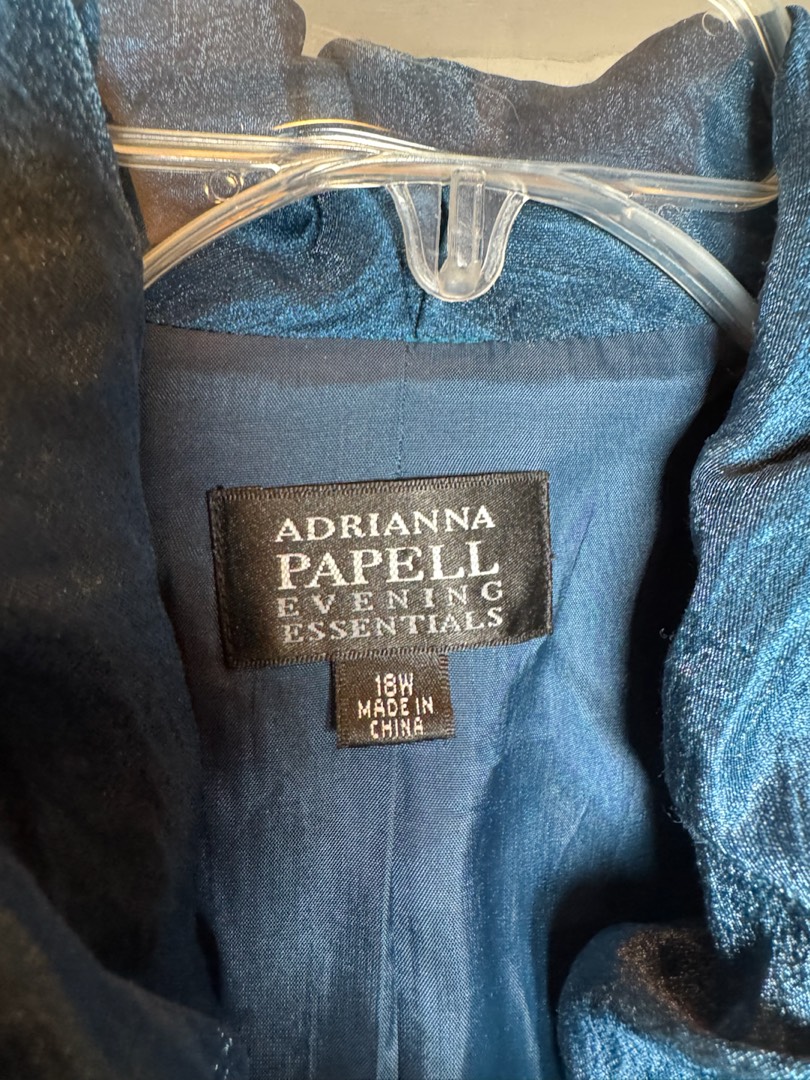 ADRIANNA
PAPELL
EVENING
ESSENTIALS
18W
MADE IN
CHINA